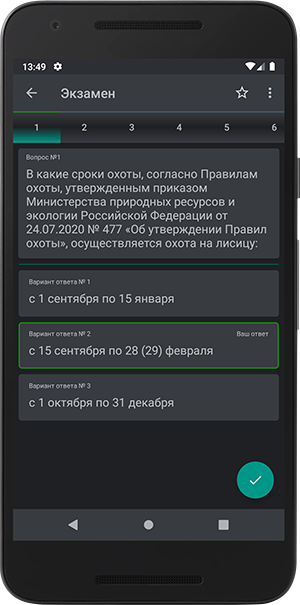 13:49
Экзамен
1 2 3 4 5 6
Вопрос №1
В какие сроки охоты, согласно Правилам
охоты, утвержденным приказом
Министерства природных ресурсов и
экологии Российской Федерации от
24.07.2020 № 477 «Об утверждении Правил
охоты», осуществляется охота на лисицу:
Вариант ответа № 1
с 1 сентября по 15 января
Вариант ответа № 2 Ваш ответ
с 15 сентября по 28 (29) февраля
Вариант ответа № 3
с 1 октября по 31 декабря